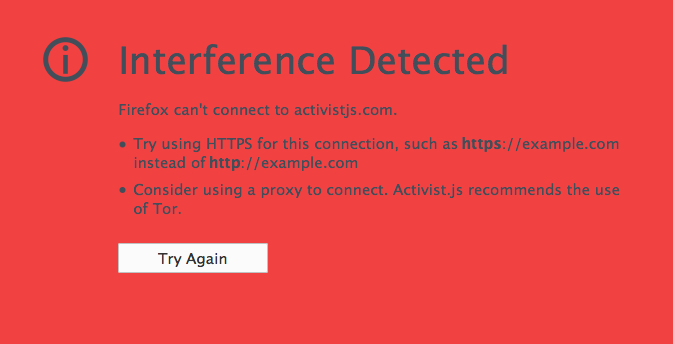 Interference Detected
Firefox can't connect to activistjs.com.
• Try using HTTPS for this connection, such as https://example.com
instead of http://example.com
• Consider using a proxy to connect. Activist.js recommends the use
of Tor.
Try Again